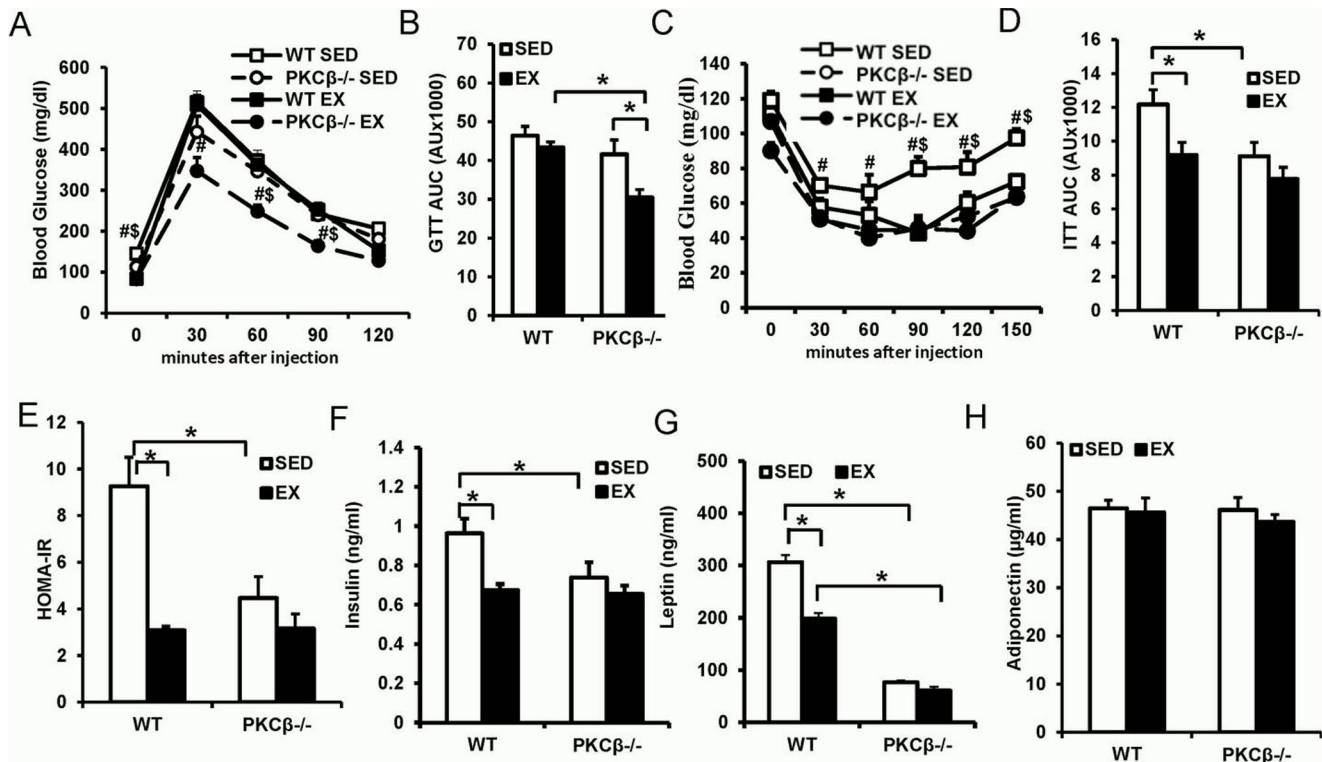 A
WT SED
PKCβ-/- SED
WT EX
PKCβ-/- EX
Blood Glucose (mg/dl)
600
500
400
300
200
100
0
#$
#
#$
#$
0 30 60 90 120
minutes after injection
B
SED
EX
GTT AUC (AUx1000)
70
60
50
40
30
20
10
0
*
*
WT PKCβ-/-
C
WT SED
PKCβ-/- SED
WT EX
PKCβ-/- EX
Blood Glucose (mg/dl)
140
120
100
80
60
40
20
0
# # #$ #$ #$
0 30 60 90 120 150
minutes after injection
D
SED
EX
ITT AUC (AUx1000)
16
14
12
10
8
6
4
2
0
*
*
WT PKCβ-/-
E
SED
EX
HOMA-IR
12
10
8
6
4
2
0
*
*
WT PKCβ-/-
F
SED
EX
Insulin (ng/ml)
1.4
1.2
1
0.8
0.6
0.4
0.2
0
*
*
WT PKCβ-/-
G
SED EX
Leptin (ng/ml)
500
400
300
200
100
0
*
*
*
WT PKCβ-/-
H
SED EX
Adiponectin (µg/ml)
60
50
40
30
20
10
0
WT PKCβ-/-